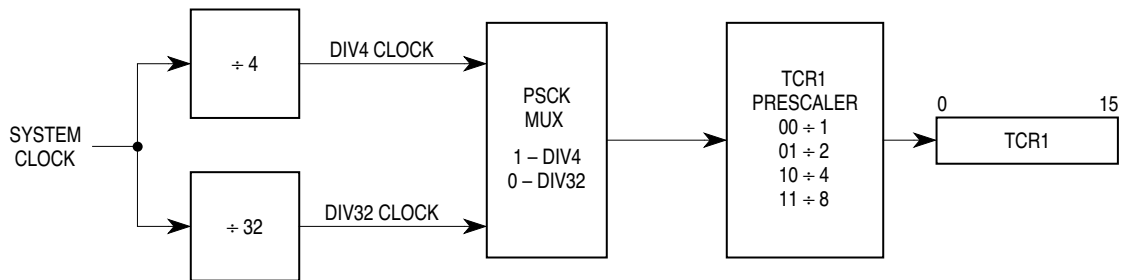 SYSTEM
CLOCK
÷ 4
DIV4 CLOCK
÷ 32
DIV32 CLOCK
PSCK
MUX
1 – DIV4
0 – DIV32
TCR1
PRESCALER
00 ÷ 1
01 ÷ 2
10 ÷ 4
11 ÷ 8
0 15
TCR1